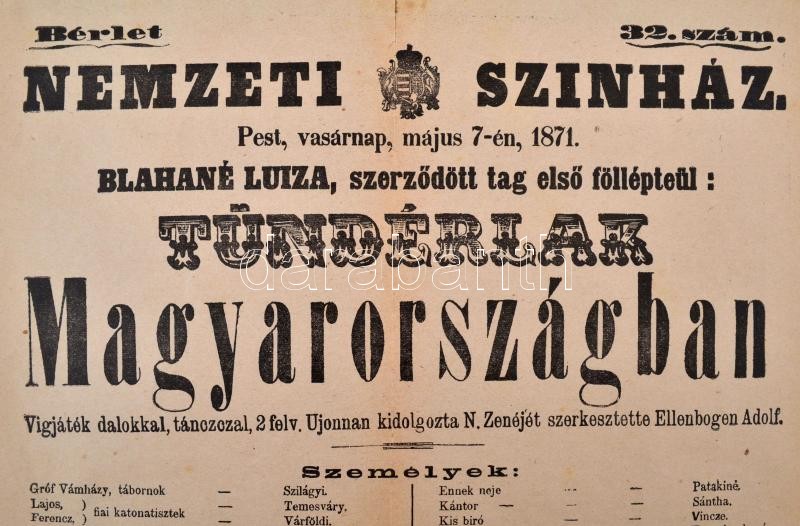 Bérlet 32. szám.
NEMZETI SZINHÁZ.
Pest, vasárnap, május 7-én, 1871.
BLAHANÉ LUIZA, szerződött tag első föllépteül:
TÜNDÉRLAK
darabanth
Magyarországban
Vigjáték dalokkal, tánczczal, 2 felv. Ujonnan kidolgozta N. Zenéjét szerkesztette Ellenbogen Adolf.
Személyek:
Gróf Vámházy, tábornok — Szilágyi. Ennek neje — — Patakiné.
Lajos, ) fiai katonatisztek — Temesváry. Kántor — — Sántha.
Ferencz, ) Várföldi. Kis biró — Vincze.